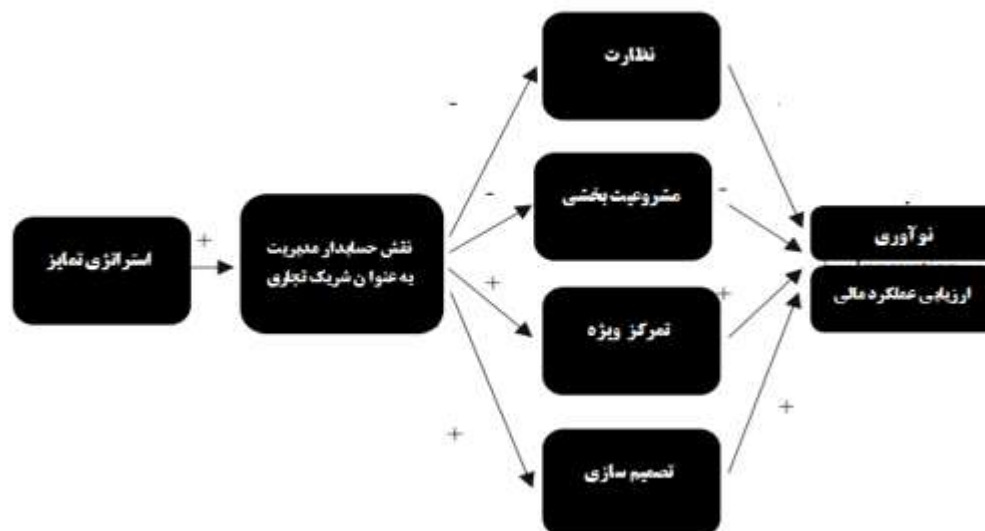 نظارت
-
-
مشروعیت بخشی
-
استراتژی تمایز
+
نقش حسابدار مدیریت
به عنوان شریک تجاری
نوآوری
ارزیابی عملکرد مالی
+
+
تمرکز ویژه
+
+
تصمیم سازی